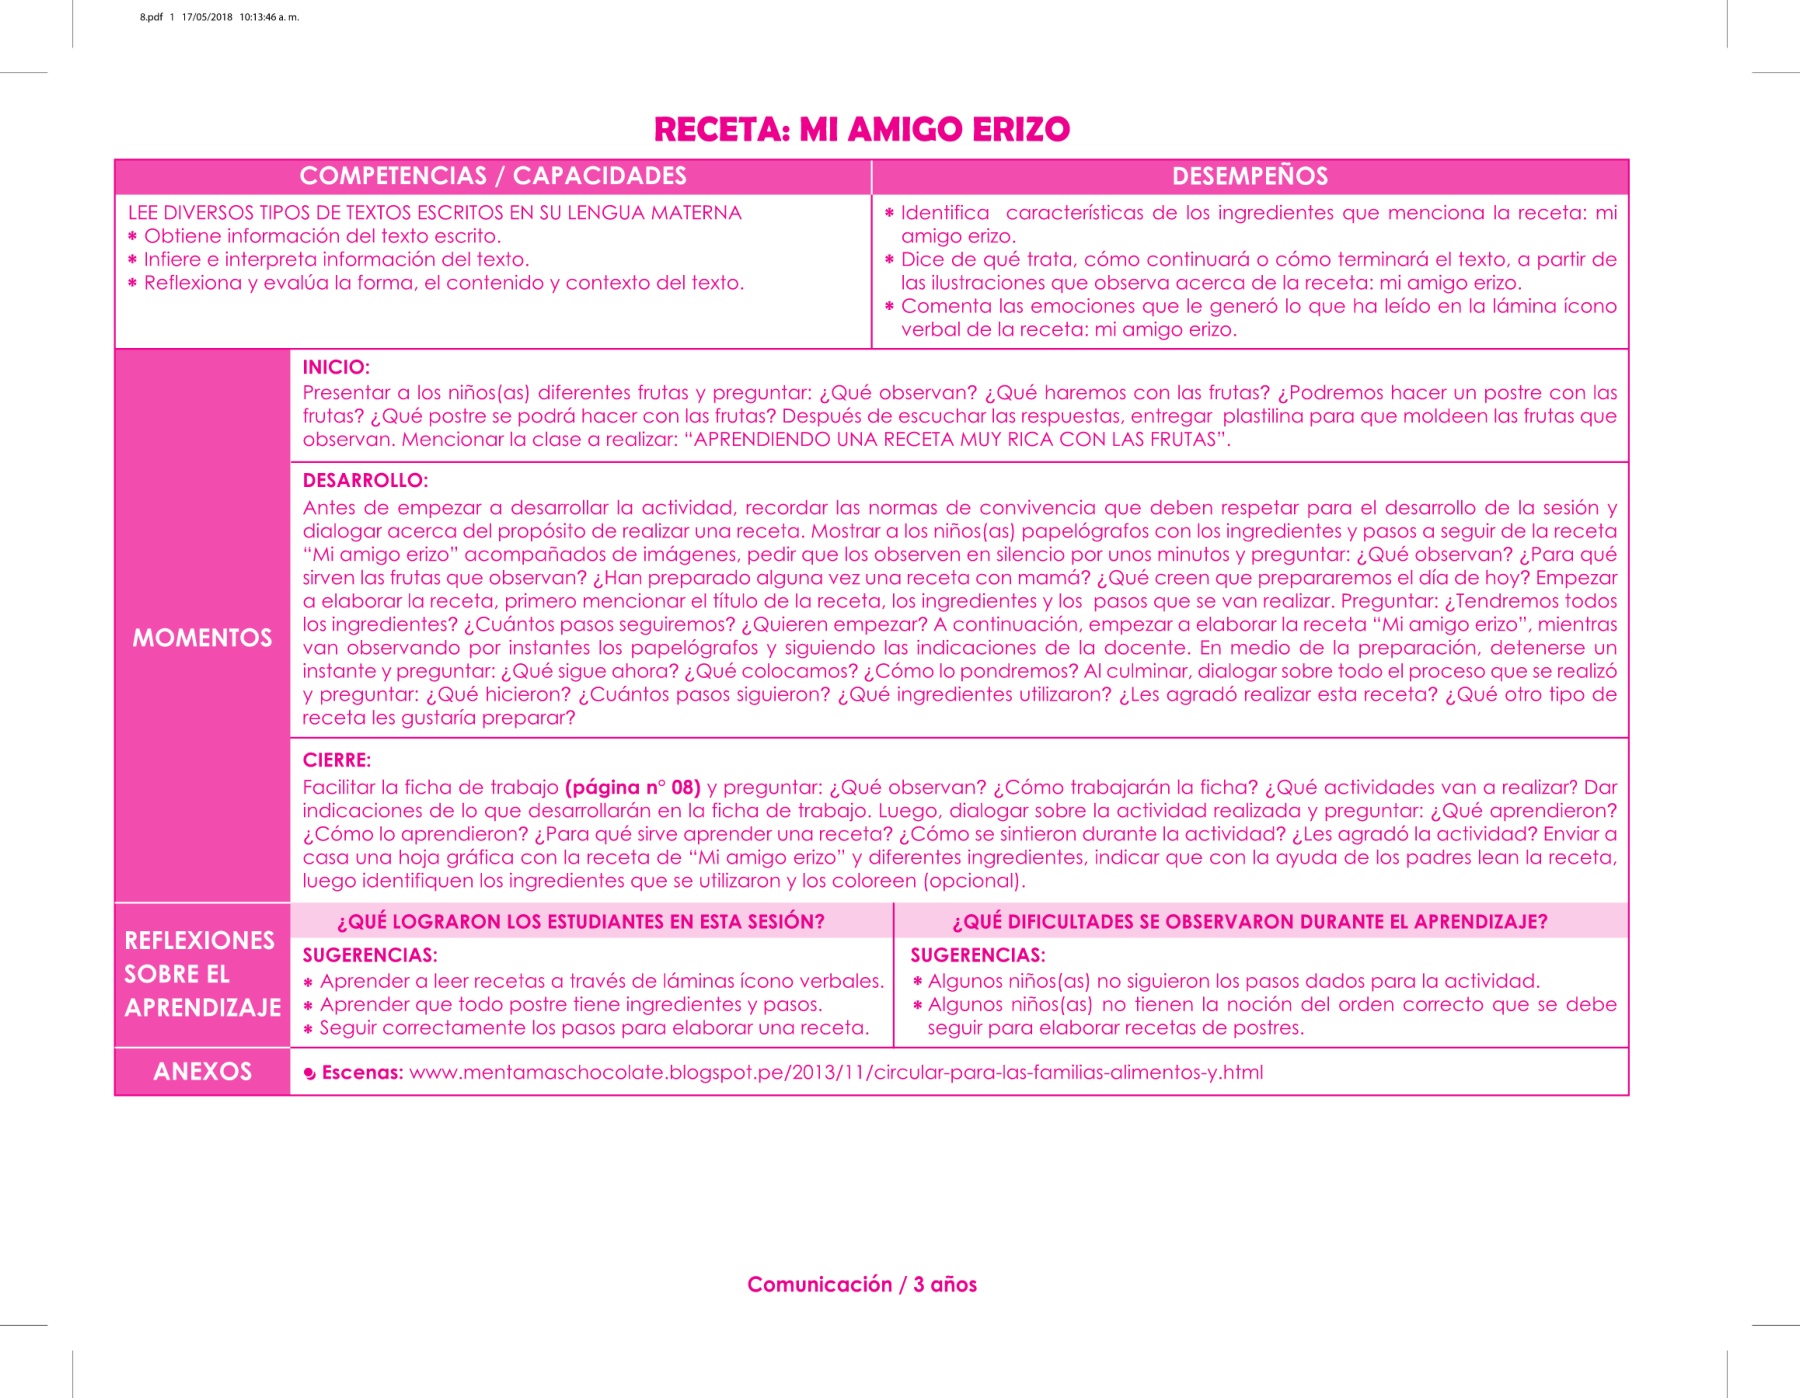 8.pdf 1 17/05/2018 10:13:46 a. m.
RECETA: MI AMIGO ERIZO
COMPETENCIAS / CAPACIDADES
DESEMPEÑOS
LEE DIVERSOS TIPOS DE TEXTOS ESCRITOS EN SU LENGUA MATERNA
* Obtiene información del texto escrito.
* Infiere e interpreta información del texto.
* Reflexiona y evalúa la forma, el contenido y contexto del texto.
* Identifica características de los ingredientes que menciona la receta: mi
amigo erizo.
* Dice de qué trata, cómo continuará o cómo terminará el texto, a partir de
las ilustraciones que observa acerca de la receta: mi amigo erizo.
* Comenta las emociones que le generó lo que ha leído en la lámina ícono
verbal de la receta: mi amigo erizo.
MOMENTOS
INICIO:
Presentar a los niños(as) diferentes frutas y preguntar: ¿Qué observan? ¿Qué haremos con las frutas? ¿Podremos hacer un postre con las
frutas? ¿Qué postre se podrá hacer con las frutas? Después de escuchar las respuestas, entregar plastilina para que moldeen las frutas que
observan. Mencionar la clase a realizar: “APRENDIENDO UNA RECETA MUY RICA CON LAS FRUTAS”.
DESARROLLO:
Antes de empezar a desarrollar la actividad, recordar las normas de convivencia que deben respetar para el desarrollo de la sesión y
dialogar acerca del propósito de realizar una receta. Mostrar a los niños(as) papelógrafos con los ingredientes y pasos a seguir de la receta
“Mi amigo erizo” acompañados de imágenes, pedir que los observen en silencio por unos minutos y preguntar: ¿Qué observan? ¿Para qué
sirven las frutas que observan? ¿Han preparado alguna vez una receta con mamá? ¿Qué creen que prepararemos el día de hoy? Empezar
a elaborar la receta, primero mencionar el título de la receta, los ingredientes y los pasos que se van realizar. Preguntar: ¿Tendremos todos
los ingredientes? ¿Cuántos pasos seguiremos? ¿Quieren empezar? A continuación, empezar a elaborar la receta “Mi amigo erizo”, mientras
van observando por instantes los papelógrafos y siguiendo las indicaciones de la docente. En medio de la preparación, detenerse un
instante y preguntar: ¿Qué sigue ahora? ¿Qué colocamos? ¿Cómo lo pondremos? Al culminar, dialogar sobre todo el proceso que se realizó
y preguntar: ¿Qué hicieron? ¿Cuántos pasos siguieron? ¿Qué ingredientes utilizaron? ¿Les agradó realizar esta receta? ¿Qué otro tipo de
receta les gustaría preparar?
CIERRE:
Facilitar la ficha de trabajo (página n° 08) y preguntar: ¿Qué observan? ¿Cómo trabajarán la ficha? ¿Qué actividades van a realizar? Dar
indicaciones de lo que desarrollarán en la ficha de trabajo. Luego, dialogar sobre la actividad realizada y preguntar: ¿Qué aprendieron?
¿Cómo lo aprendieron? ¿Para qué sirve aprender una receta? ¿Cómo se sintieron durante la actividad? ¿Les agradó la actividad? Enviar a
casa una hoja gráfica con la receta de “Mi amigo erizo” y diferentes ingredientes, indicar que con la ayuda de los padres lean la receta,
luego identifiquen los ingredientes que se utilizaron y los coloreen (opcional).
REFLEXIONES
SOBRE EL
APRENDIZAJE
¿QUÉ LOGRARON LOS ESTUDIANTES EN ESTA SESIÓN?
SUGERENCIAS:
* Aprender a leer recetas a través de láminas ícono verbales.
* Aprender que todo postre tiene ingredientes y pasos.
* Seguir correctamente los pasos para elaborar una receta.
¿QUÉ DIFICULTADES SE OBSERVARON DURANTE EL APRENDIZAJE?
SUGERENCIAS:
* Algunos niños(as) no siguieron los pasos dados para la actividad.
* Algunos niños(as) no tienen la noción del orden correcto que se debe
seguir para elaborar recetas de postres.
ANEXOS
Escenas: www.mentamaschocolate.blogspot.pe/2013/11/circular-para-las-familias-alimentos-y.html
Comunicación / 3 años